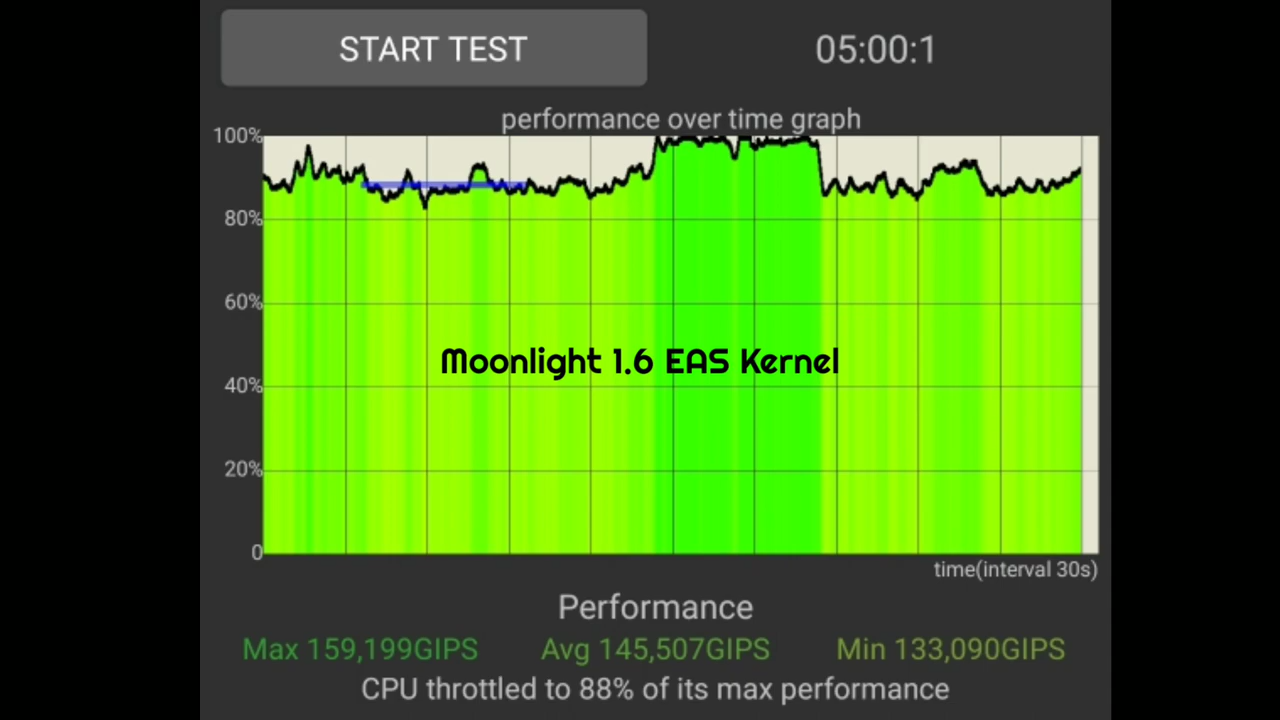 START TEST
05:00:1
performance over time graph
100%
80%
60%
Moonlight 1.6 EAS Kernel
40%
20%
0
time(interval 30s)
Performance
Max 159,199GIPS Avg 145,507GIPS Min 133,090GIPS
CPU throttled to 88% of its max performance